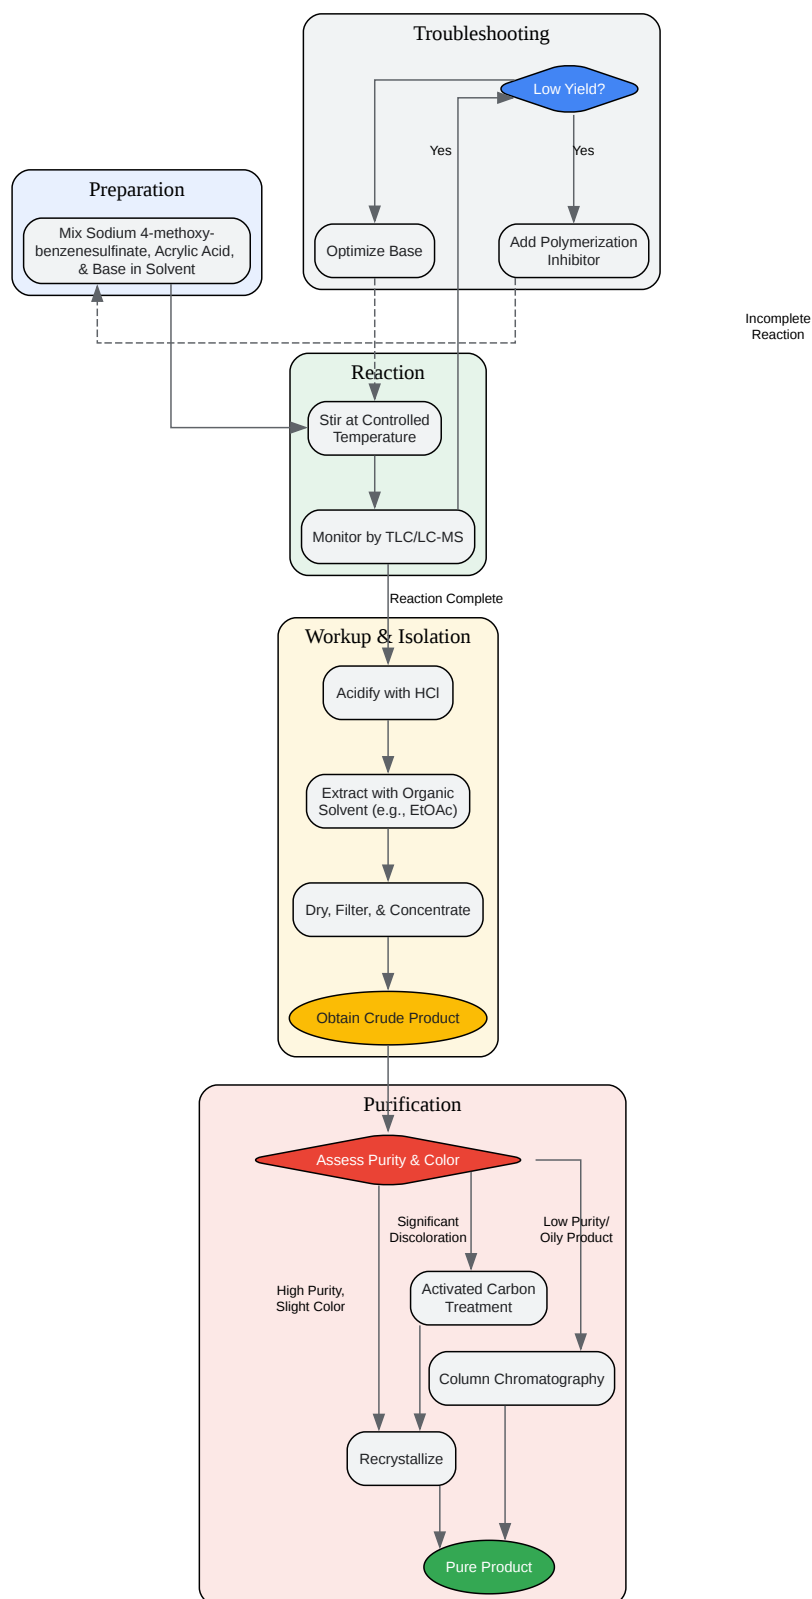 Troubleshooting
Low Yield?
Yes
Yes
Preparation
Mix Sodium 4-methoxy-
benzenesulfinate, Acrylic Acid,
& Base in Solvent
Optimize Base
Add Polymerization
Inhibitor
Incomplete
Reaction
Reaction
Stir at Controlled
Temperature
Monitor by TLC/LC-MS
Reaction Complete
Workup & Isolation
Acidify with HCl
Extract with Organic
Solvent (e.g., EtOAc)
Dry, Filter, & Concentrate
Obtain Crude Product
Purification
Assess Purity & Color
Significant
Discoloration
Low Purity/
Oily Product
High Purity,
Slight Color
Activated Carbon
Treatment
Column Chromatography
Recrystallize
Pure Product